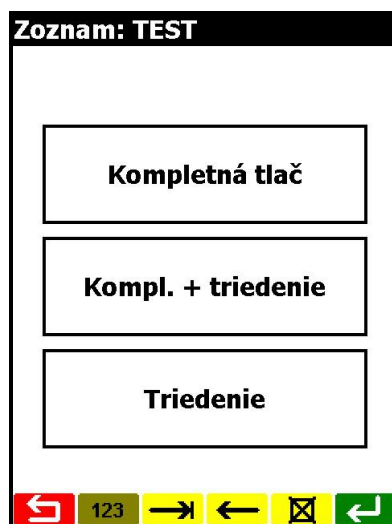 Zoznam: TEST
Kompletná tlač
Kompl. + triedenie
Triedenie
123